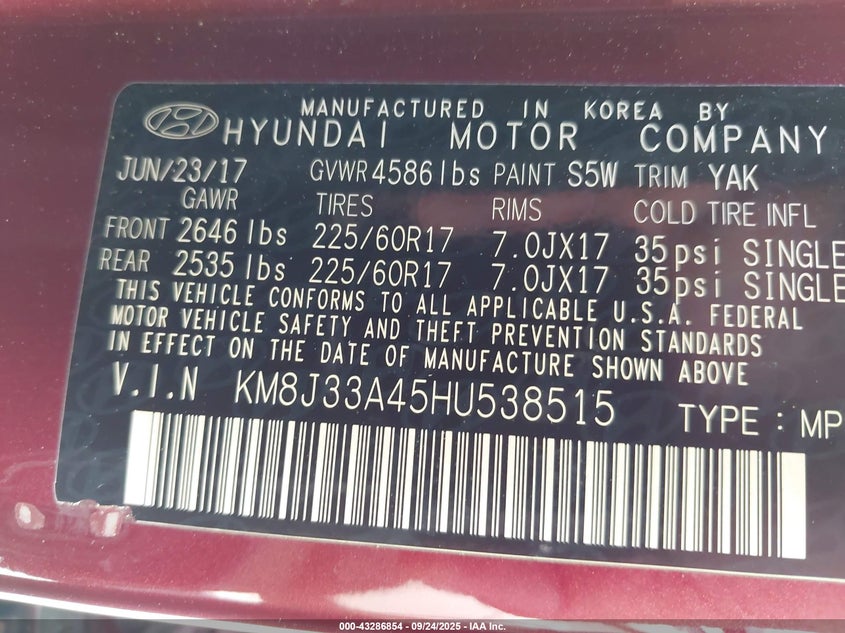 MANUFACTURED IN KOREA BY
HYUNDAI MOTOR COMPANY
JUN/23/17 GVWR 4586 lbs PAINT S5W TRIM YAK
GAWR TIRES RIMS COLD TIRE INFL
FRONT 2646 lbs 225/60R17 7.0JX17 35psi SINGLE
REAR 2535 lbs 225/60R17 7.0JX17 35psi SINGLE
THIS VEHICLE CONFORMS TO ALL APPLICABLE U.S.A. FEDERAL
MOTOR VEHICLE SAFETY AND THEFT PREVENTION STANDARDS
IN EFFECT ON THE DATE OF MANUFACTURE SHOWN ABOVE
V.I.N KM8J33A45HU538515 TYPE : MP
000-43286854 - 09/24/2025 - IAA Inc.